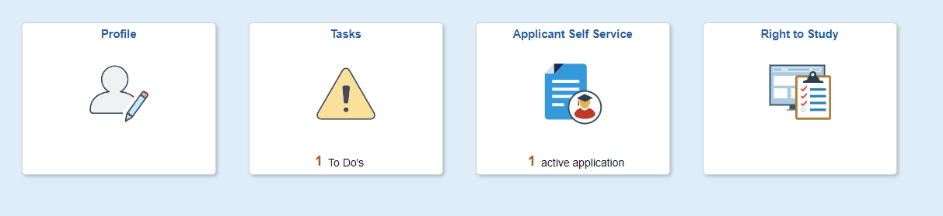 Profile
Tasks
Applicant Self Service
Right to Study
1 To Do's
1 active application